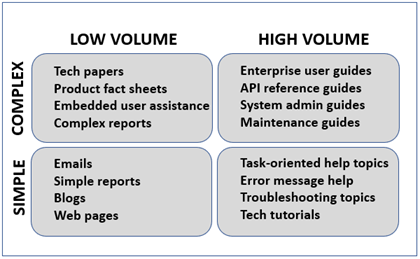 LOW VOLUME
HIGH VOLUME
COMPLEX
Tech papers
Product fact sheets
Embedded user assistance
Complex reports
Enterprise user guides
API reference guides
System admin guides
Maintenance guides
SIMPLE
Emails
Simple reports
Blogs
Web pages
Task-oriented help topics
Error message help
Troubleshooting topics
Tech tutorials